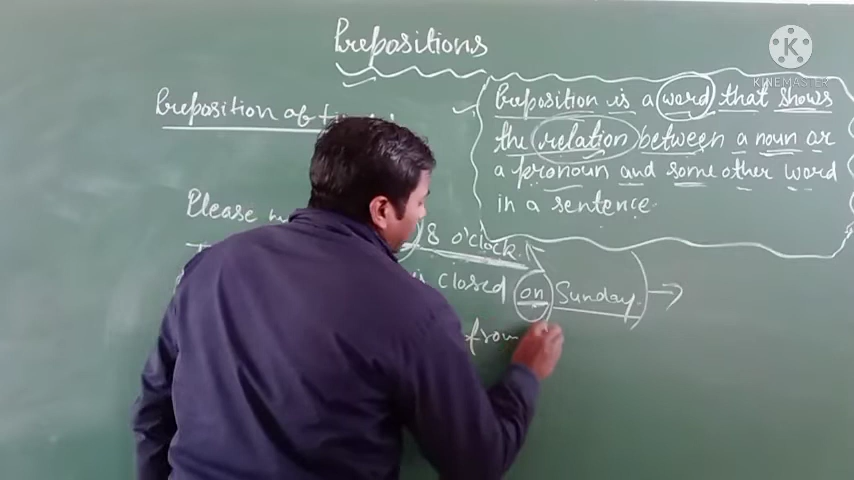 Prepositions
KINEMASTER
Preposition is a word that shows
the relation between a noun or
a pronoun and some other word
in a sentence
Preposition of
Please
8 o'clock.
is closed on Sunday.
from